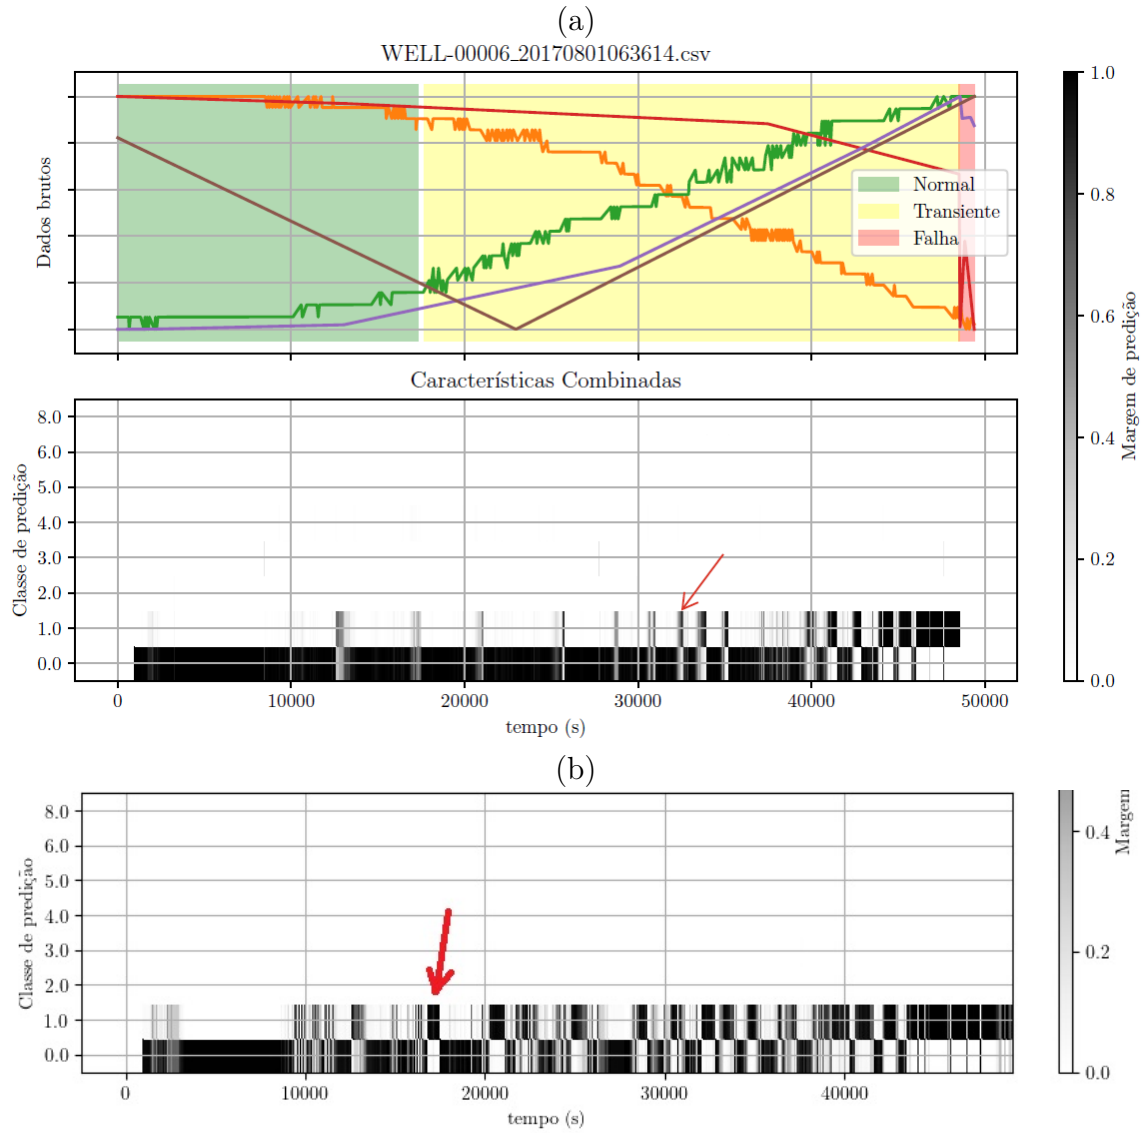 (a)
WELL-00006_20170801063614.csv
Dados brutos
Normal
Transiente
Falha
Características Combinadas
Classe de predição
8.0
7.0
6.0
5.0
4.0
3.0
2.0
1.0
0.0
0 10000 20000 30000 40000 50000
tempo (s)
1.0
0.8
0.6
0.4
0.2
0.0
Margem de predição
(b)
Classe de predição
8.0
7.0
6.0
5.0
4.0
3.0
2.0
1.0
0.0
0 10000 20000 30000 40000
tempo (s)
0.4
0.2
0.0
Margem